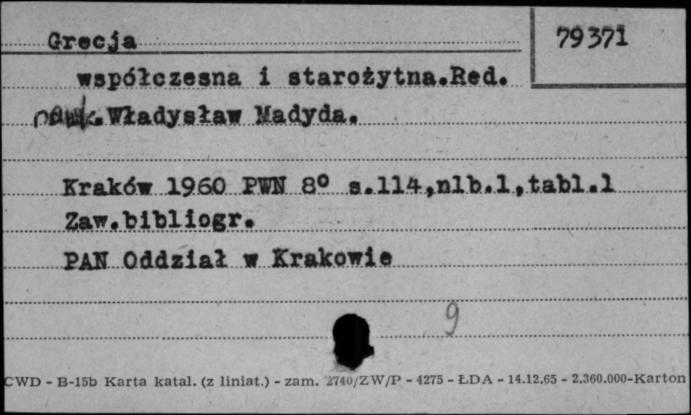 Grecja
79371
współczesna i starożytna.Red.
nauk.Władysław Madyda.
Kraków 1960 PWN 8° s.114,nlb.1,tabl.1
Zaw.bibliogr.
PAN Oddział w Krakowie
9
CWD - B-15b Karta katal. (z liniat.) - zam. 2740/ZW/P - 4275 - ŁDA - 14.12.65 - 2.360.000-Karton